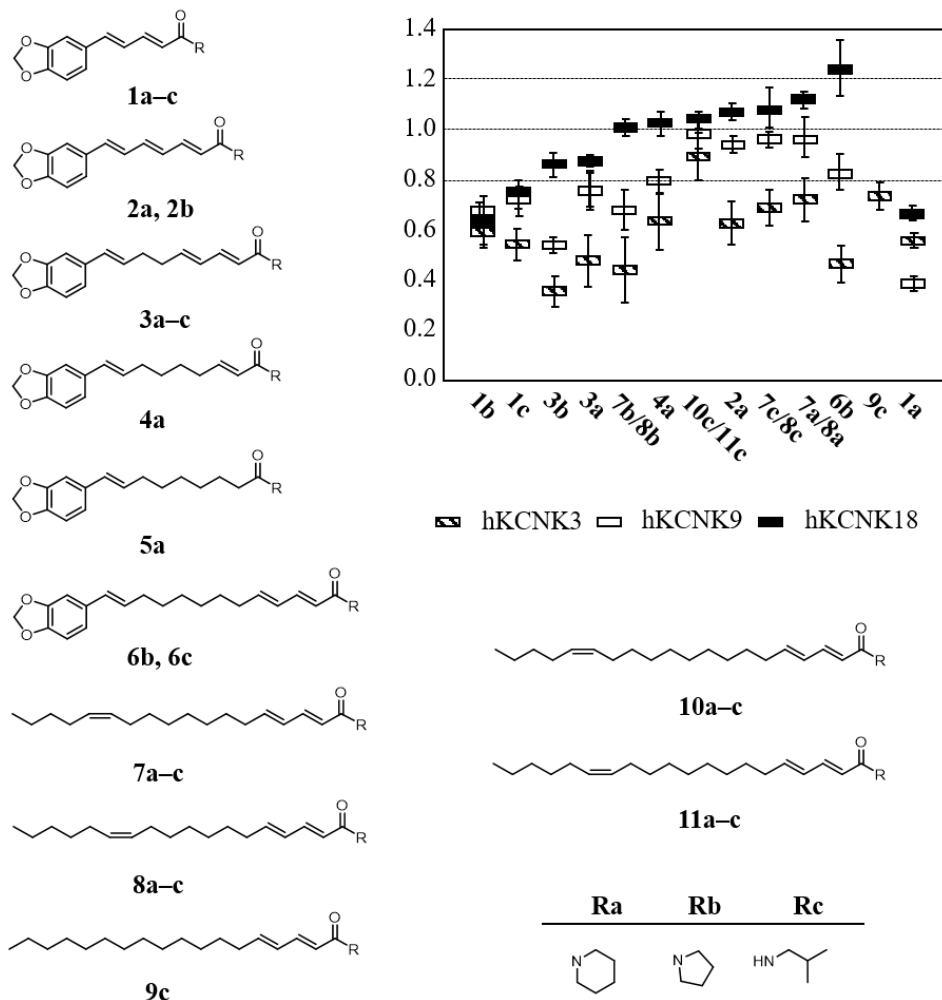 O
O
O
R
1a–c
O
O
O
R
2a, 2b
O
O
O
R
3a–c
O
O
O
R
4a
O
O
O
R
5a
O
O
O
R
6b, 6c
O
R
7a–c
O
R
8a–c
O
R
9c
1.4
1.2
1.0
0.8
0.6
0.4
0.2
0.0
1b 1c 3b 3a 7b/8b 4a 10c/11c 2a 7c/8c 7a/8a 6b 9c 1a
hKCNK3 hKCNK9 hKCNK18
O
R
10a–c
O
R
11a–c
Ra Rb Rc
N N HN